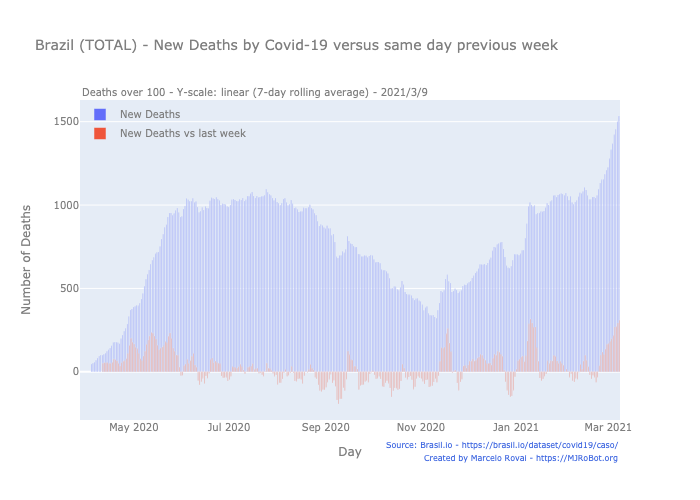 Brazil (TOTAL) - New Deaths by Covid-19 versus same day previous week
Deaths over 100 - Y-scale: linear (7-day rolling average) - 2021/3/9
New Deaths
New Deaths vs last week
1500
1000
500
0
Number of Deaths
May 2020 Jul 2020 Sep 2020 Nov 2020 Jan 2021 Mar 2021
Day
Source: Brasil.io - https://brasil.io/dataset/covid19/caso/
Created by Marcelo Rovai - https://MJRoBot.org